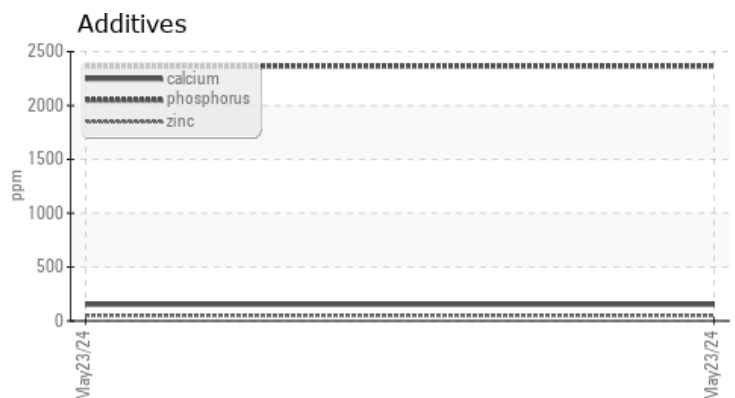 Additives
2500
2000
1500
1000
500
0
ppm
calcium
phosphorus
zinc
May23/24
May23/24